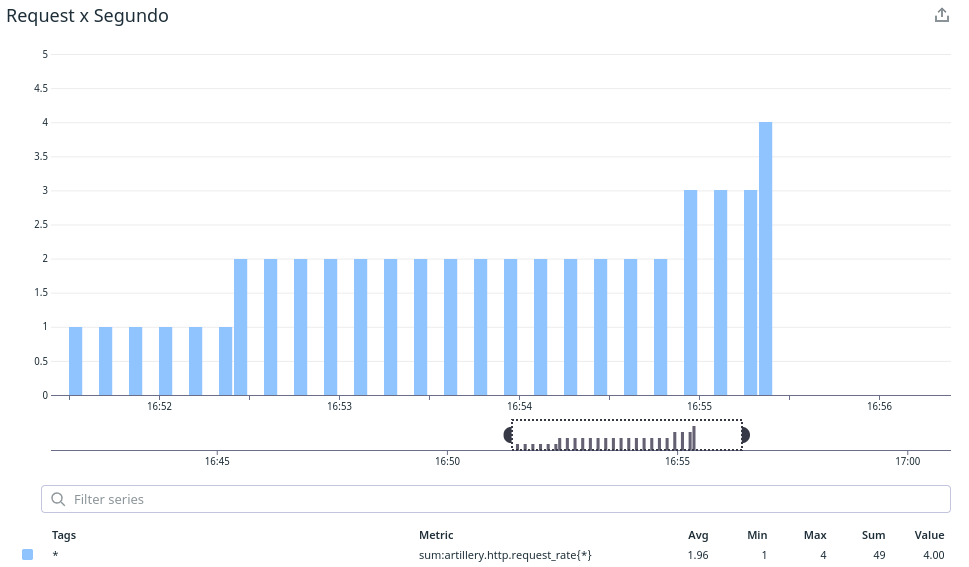 Request x Segundo
5
4.5
4
3.5
3
2.5
2
1.5
1
0.5
0
16:52 16:53 16:54 16:55 16:56
16:45 16:50 16:55 17:00
Filter series
Tags Metric Avg Min Max Sum Value
* sum:artillery.http.request_rate{*} 1.96 1 4 49 4.00